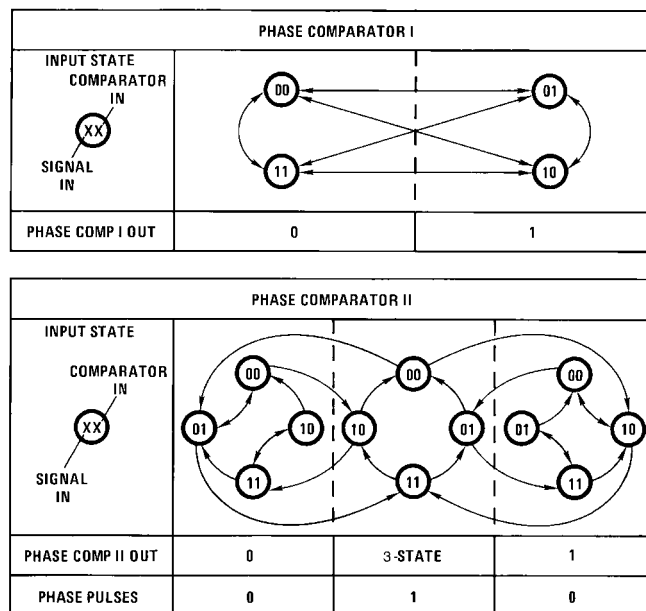 PHASE COMPARATOR I
INPUT STATE
COMPARATOR
IN
XX
SIGNAL
IN
00
01
11
10
PHASE COMP I OUT
0
1
PHASE COMPARATOR II
INPUT STATE
COMPARATOR
IN
XX
SIGNAL
IN
00
00
00
01
10
10
01
01
10
11
11
11
PHASE COMP II OUT
0
3-STATE
1
PHASE PULSES
0
1
0